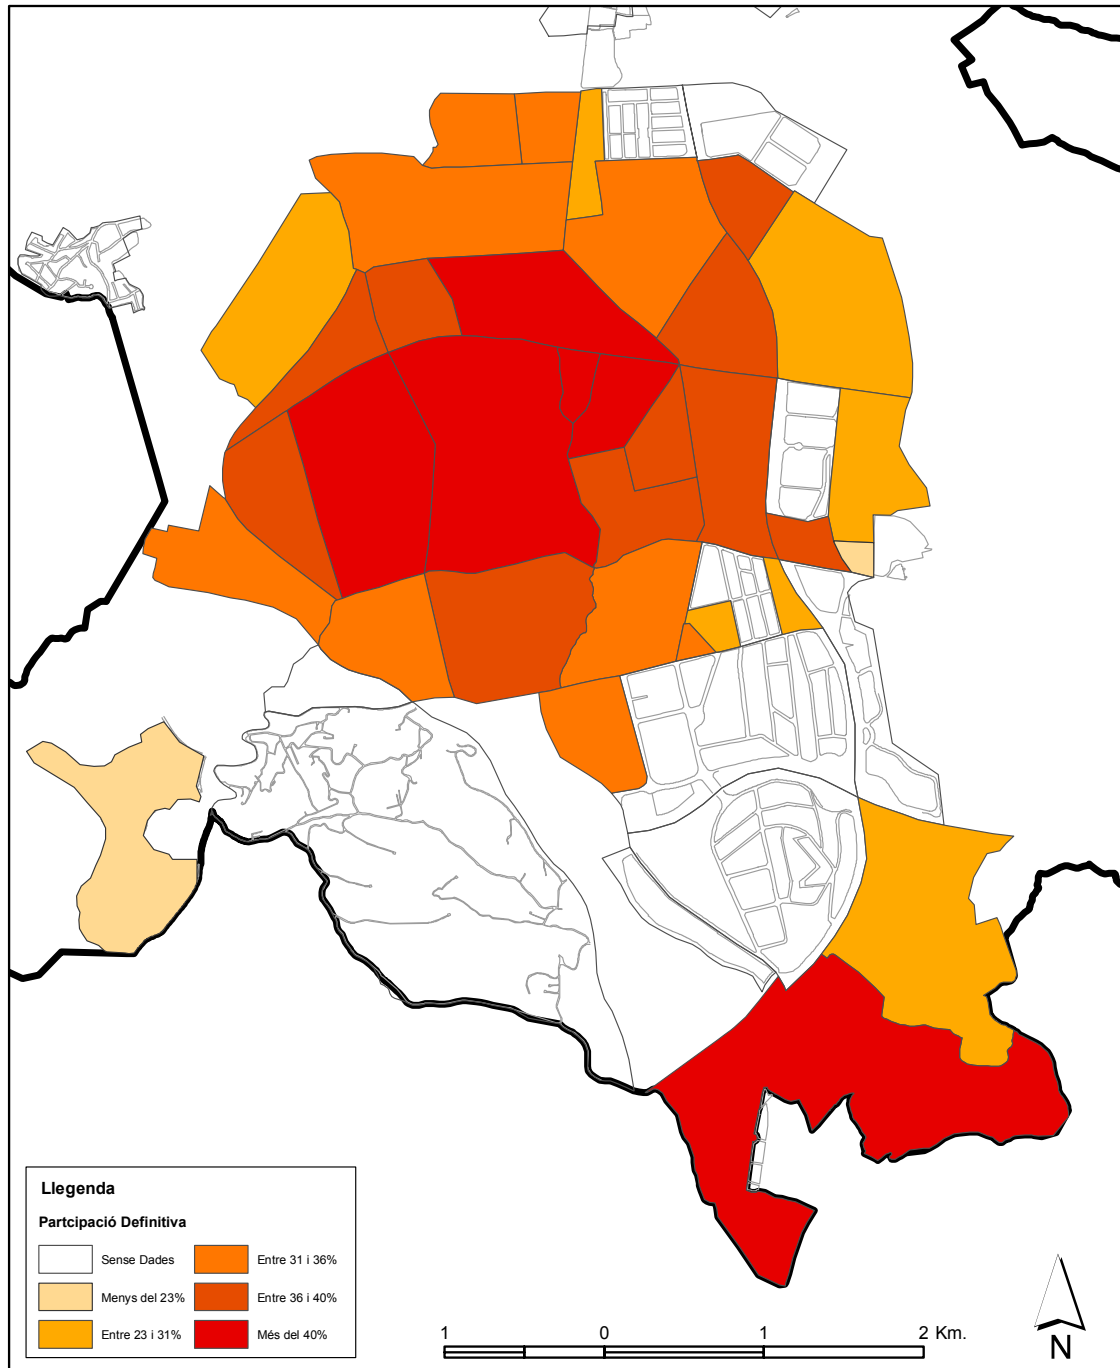 Llegenda
Partcipació Definitiva
Sense Dades
Entre 31 i 36%
Menys del 23%
Entre 36 i 40%
Entre 23 i 31%
Més del 40%
1 0 1 2 Km.
N